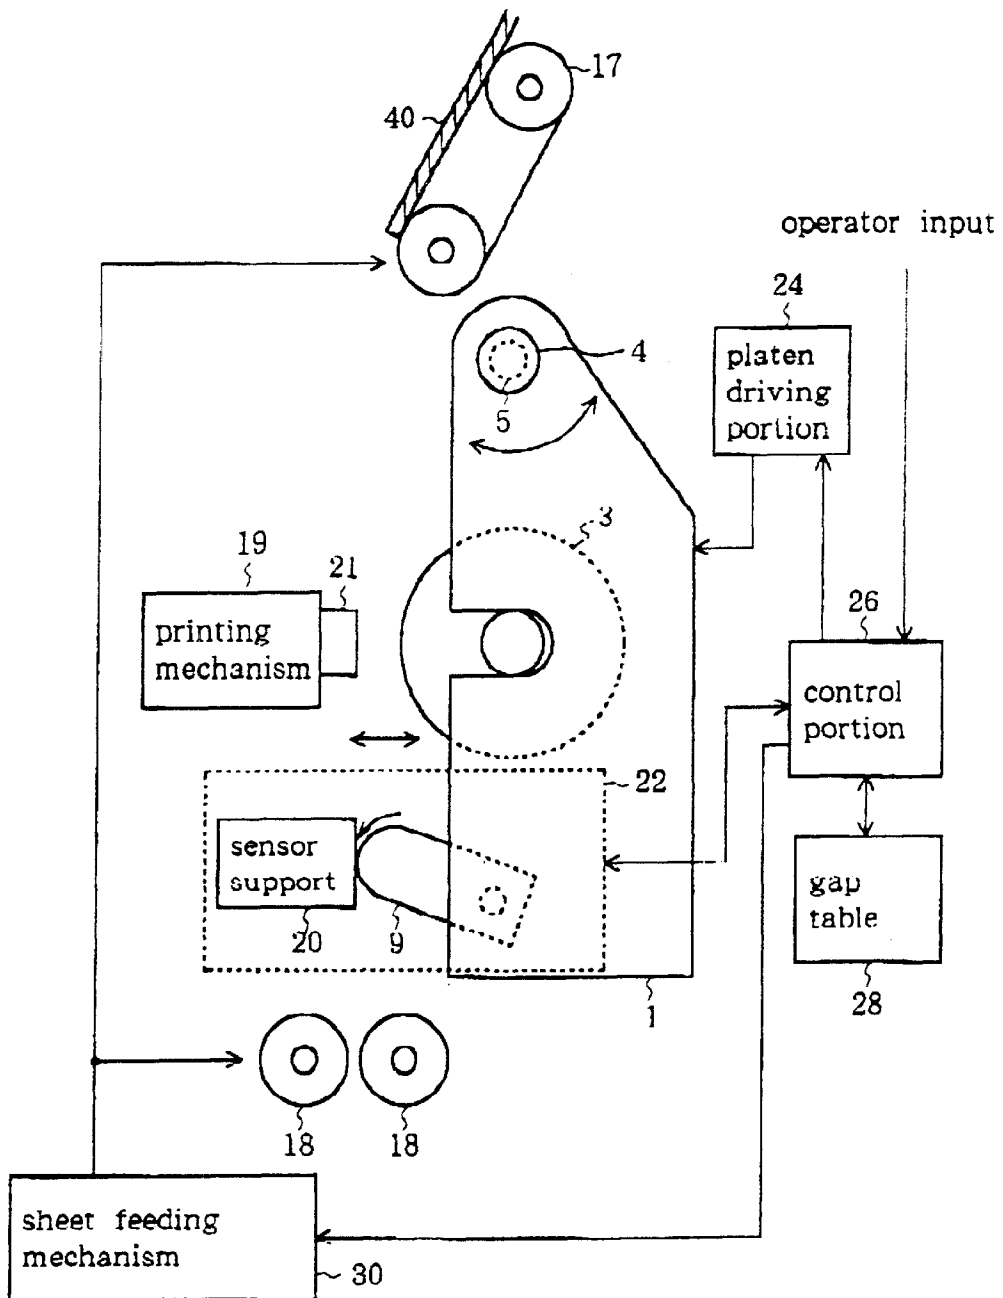 17
40
operator input
24
platen
driving
portion
4
5
3
19
21
printing
mechanism
26
control
portion
22
sensor
support
20
9
gap
table
28
1
18
18
sheet feeding
mechanism
30